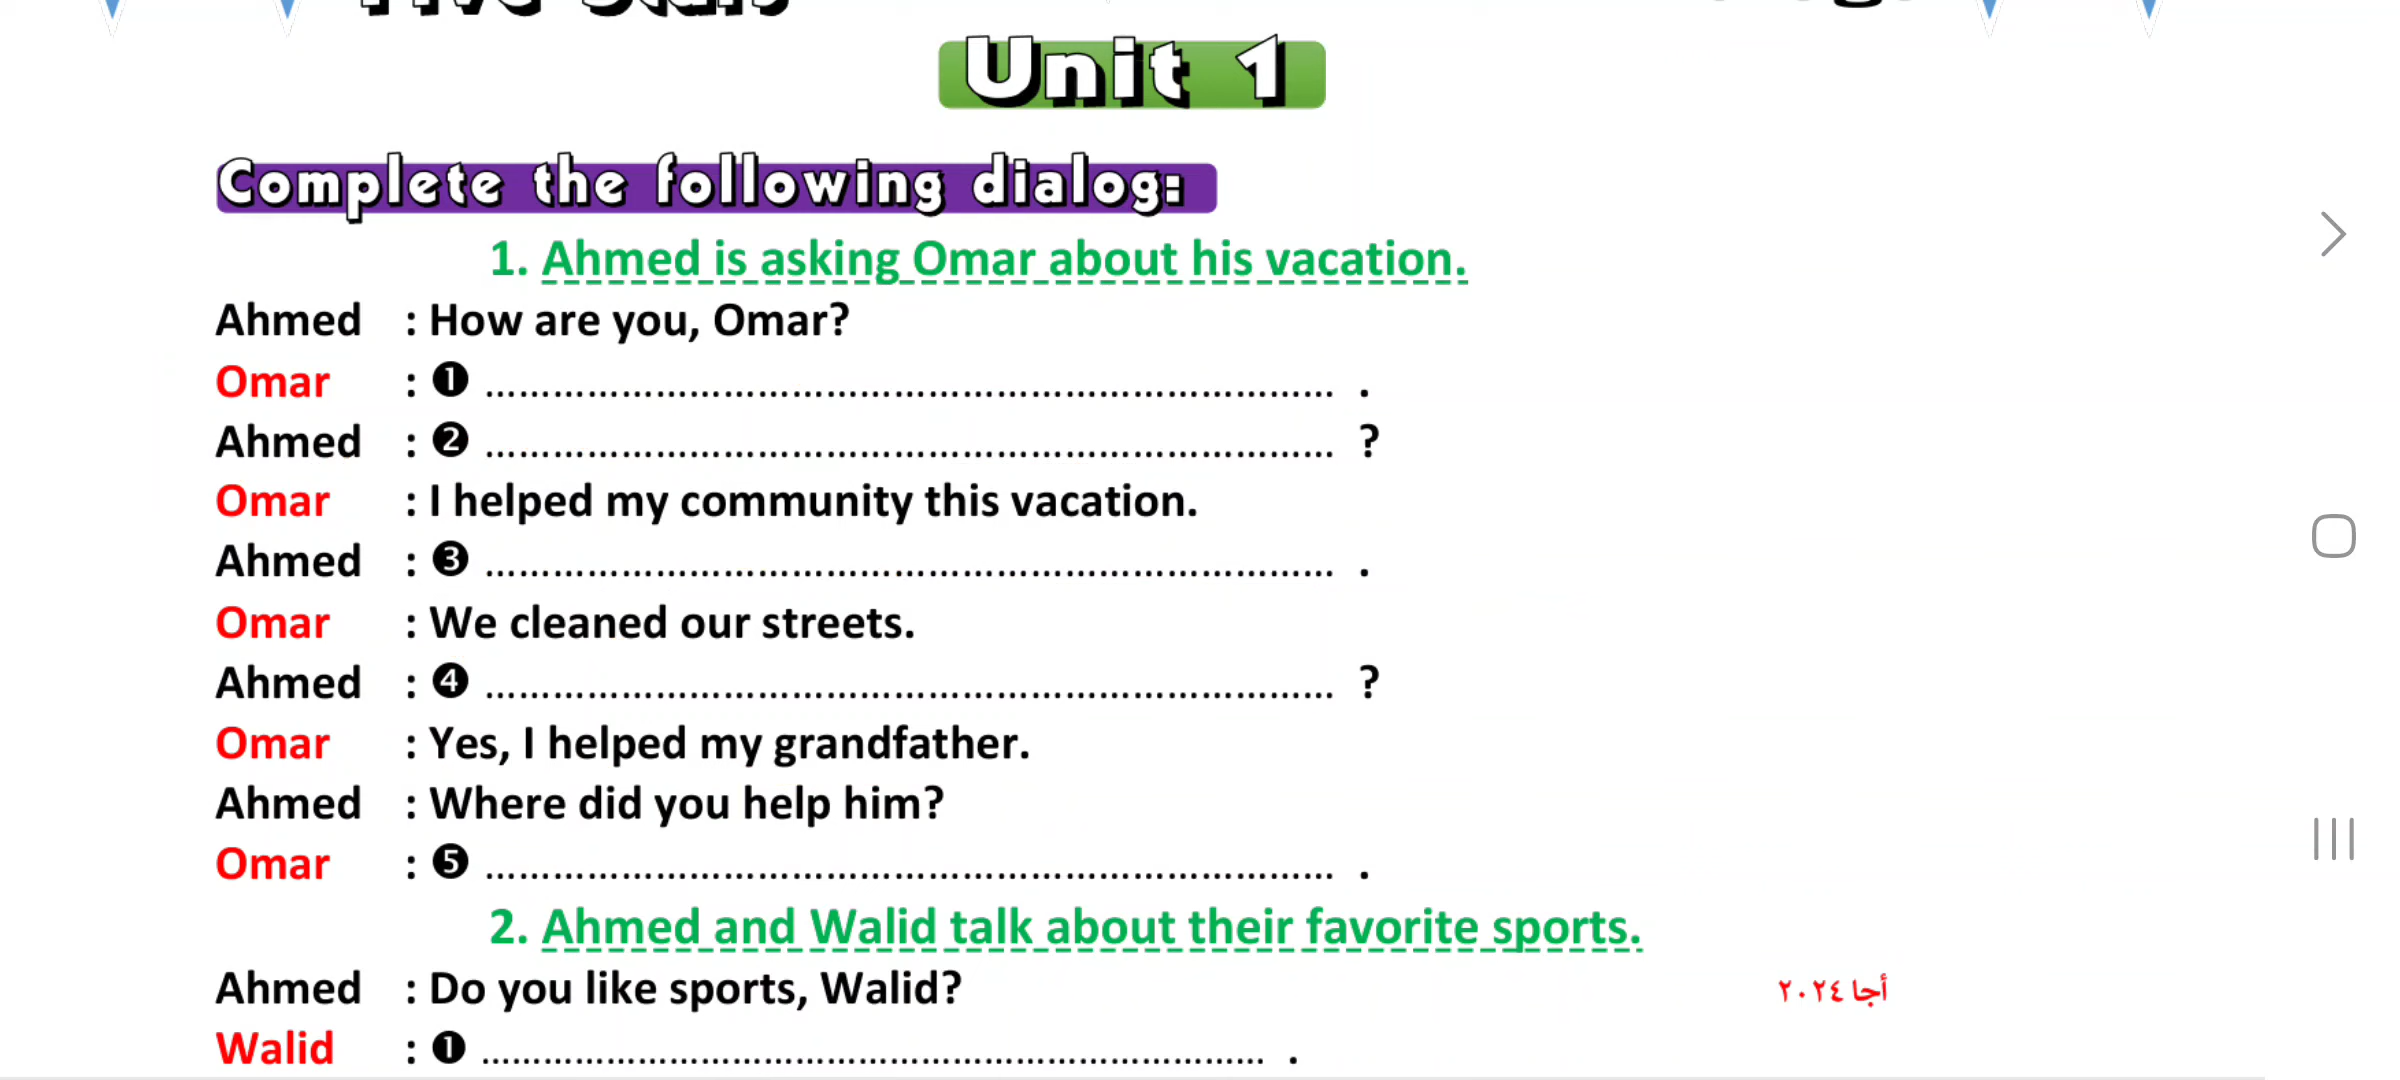 Unit 1
Complete the following dialog:
1. Ahmed is asking Omar about his vacation.
Ahmed : How are you, Omar?
Omar : ❶ ........................................................................ .
Ahmed : ❷ ........................................................................ ?
Omar : I helped my community this vacation.
Ahmed : ❸ ........................................................................ .
Omar : We cleaned our streets.
Ahmed : ❹ ........................................................................ ?
Omar : Yes, I helped my grandfather.
Ahmed : Where did you help him?
Omar : ❺ ........................................................................ .
2. Ahmed and Walid talk about their favorite sports.
Ahmed : Do you like sports, Walid? أجا ٢٠٢٤
Walid : ❶ .................................................................. .